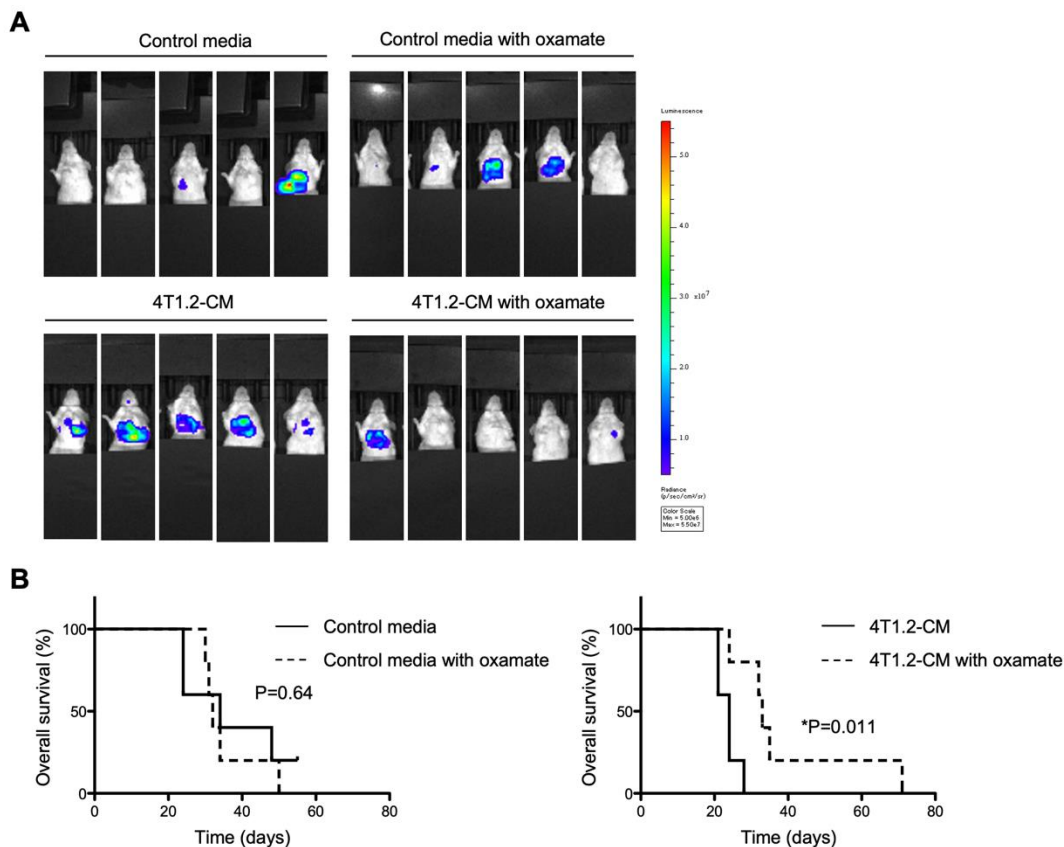 A
Control media
Control media with oxamate
Luminescence
5.0
4.0
3.0 x10⁷
2.0
1.0
Radiance
(p/sec/cm²/sr)
Color Scale
Min = 5.00e6
Max = 5.50e7
4T1.2-CM
4T1.2-CM with oxamate
B
Overall survival (%)
100
50
0
0 20 40 60 80
Time (days)
Control media
Control media with oxamate
P=0.64
Overall survival (%)
100
50
0
0 20 40 60 80
Time (days)
4T1.2-CM
4T1.2-CM with oxamate
*P=0.011